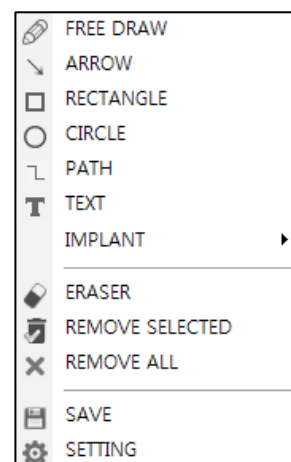 FREE DRAW
ARROW
RECTANGLE
CIRCLE
PATH
TEXT
IMPLANT
ERASER
REMOVE SELECTED
REMOVE ALL
SAVE
SETTING